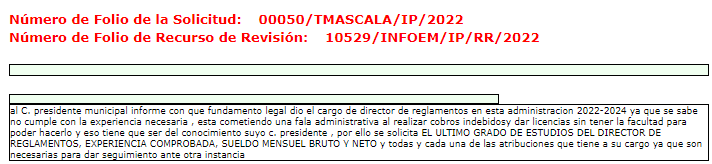 Número de Folio de la Solicitud: 00050/TMASCALA/IP/2022
Número de Folio de Recurso de Revisión: 10529/INFOEM/IP/RR/2022
al C. presidente municipal informe con que fundamento legal dio el cargo de director de reglamentos en esta administracion 2022-2024 ya que se sabe
no cumple con la experiencia necesaria , esta cometiendo una fala administrativa al realizar cobros indebidosy dar licencias sin tener la facultad para
poder hacerlo y eso tiene que ser del conocimiento suyo c. presidente , por ello se solicita EL ULTIMO GRADO DE ESTUDIOS DEL DIRECTOR DE
REGLAMENTOS, EXPERIENCIA COMPROBADA, SUELDO MENSUEL BRUTO Y NETO y todas y cada una de las atribuciones que tiene a su cargo ya que son
necesarias para dar seguimiento ante otra instancia